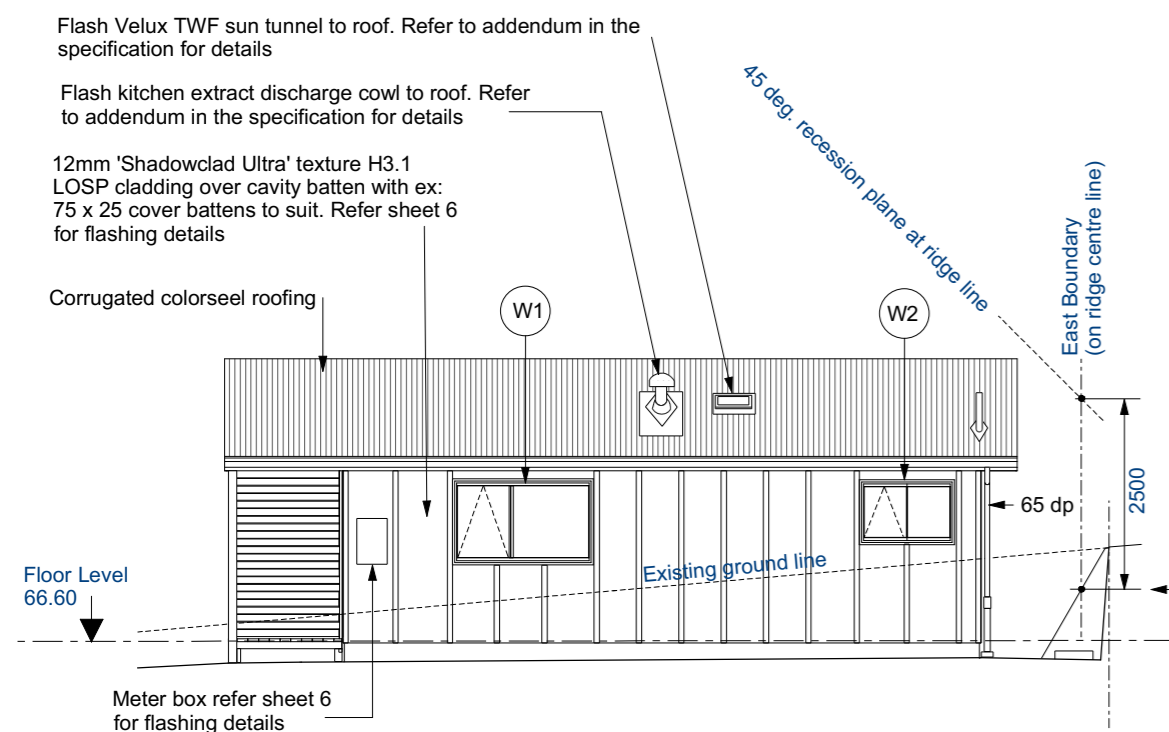 Flash Velux TWF sun tunnel to roof. Refer to addendum in the
specification for details
Flash kitchen extract discharge cowl to roof. Refer
to addendum in the specification for details
12mm 'Shadowclad Ultra' texture H3.1
LOSP cladding over cavity batten with ex:
75 x 25 cover battens to suit. Refer sheet 6
for flashing details
Corrugated colorseel roofing
W1
W2
45 deg. recession plane at ridge line
East Boundary
(on ridge centre line)
2500
65 dp
Existing ground line
Floor Level
66.60
Meter box refer sheet 6
for flashing details